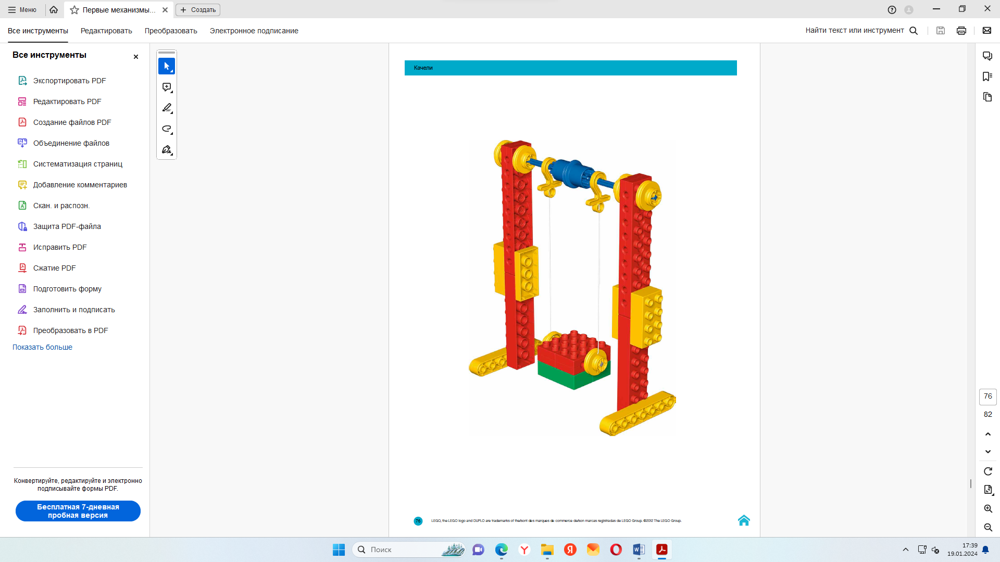 Меню
Первые механизмы...
Создать
Все инструменты
Редактировать
Преобразовать
Электронное подписание
Найти текст или инструмент
Все инструменты
Экспортировать PDF
Редактировать PDF
Создание файлов PDF
Объединение файлов
Систематизация страниц
Добавление комментариев
Скан. и распозн.
Защита PDF-файла
Исправить PDF
Сжатие PDF
Подготовить форму
Заполнить и подписать
Преобразовать в PDF
Показать больше
Конвертируйте, редактируйте и электронно
подписывайте формы PDF.
Бесплатная 7-дневная
пробная версия
Качели
76
LEGO, the LEGO logo and DUPLO are trademarks of the/sont des marques de commerce de/son marcas registradas de LEGO Group. ©2012 The LEGO Group.
76
82
Поиск
17:39
19.01.2024